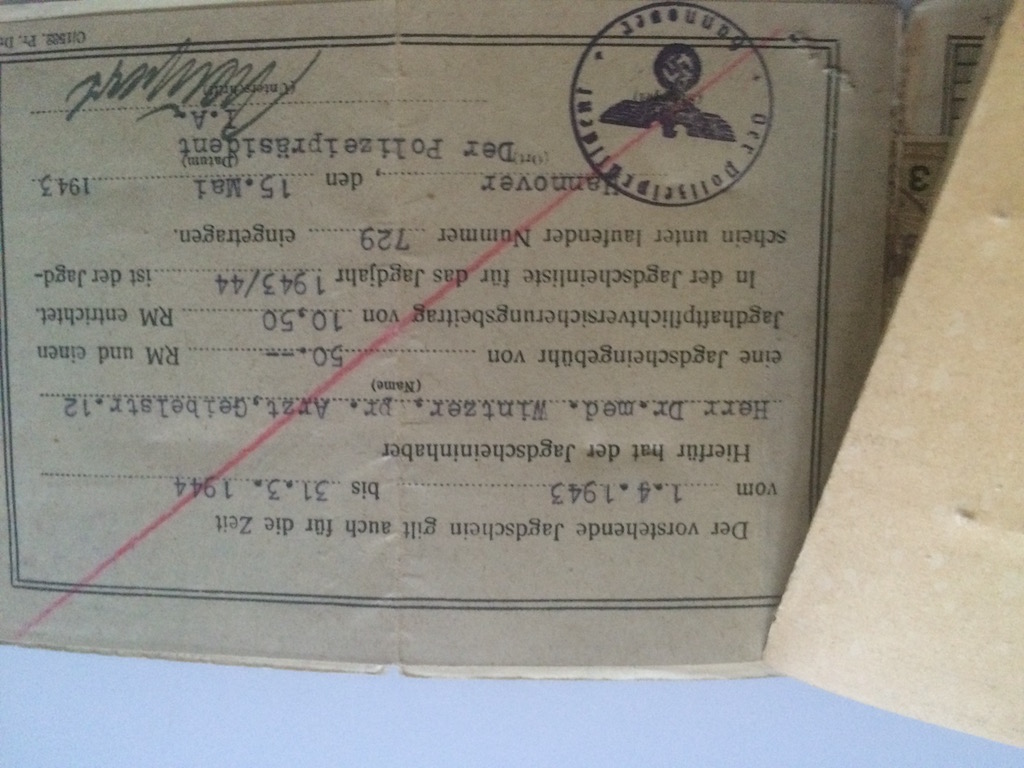 Der vorstehende Jagdschein gilt auch für die Zeit
vom 1.4.1943 bis 31.3.1944
Hierfür hat der Jagdscheininhaber
Herr Dr.med. Wintzer, pr. Arzt,Geibelstr.12
(Name)
eine Jagdscheingebühr von 50.-- RM und einen
Jagdhaftpflichtversicherungsbeitrag von 10,50 RM entrichtet.
In der Jagdscheinliste für das Jagdjahr 1943/44 ist der Jagd-
schein unter laufender Nummer 729 eingetragen.
Hannover, den 15.Mai 1943
(Ort) (Datum)
Der Polizeipräsident
I.A.
(Unterschrift)
Der Polizeipräsident Hannover
3